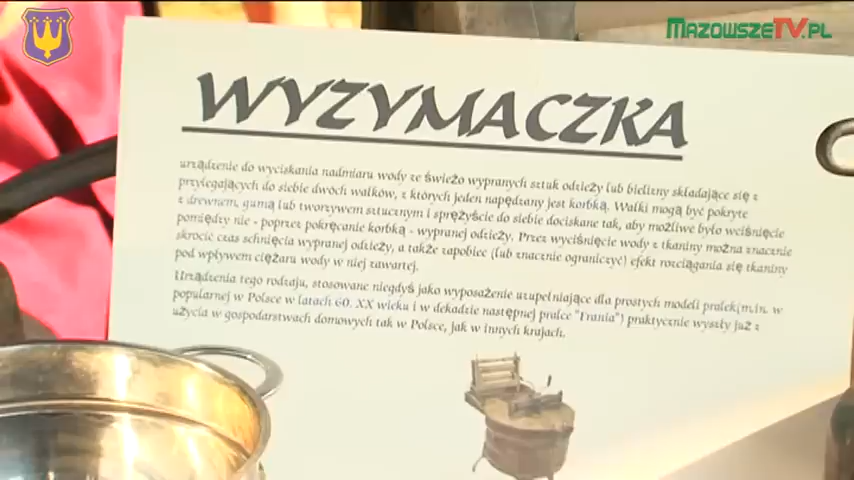 MAZOWSZETV.PL
WYZYMACZKA
urządzenie do wyciskania nadmiaru wody ze świeżo wypranych sztuk odzieży lub bielizny składające się z
przylegających do siebie dwóch wałków, z których jeden napędzany jest korbką. Wałki mogą być pokryte
z drewnem, gumą lub tworzywem sztucznym i sprężyście do siebie dociskane tak, aby możliwe było wciśnięcie
pomiędzy nie - poprzez pokręcanie korbką - wypranej odzieży. Przez wyciśnięcie wody z tkaniny można znacznie
skrócić czas schnięcia wypranej odzieży, a także zapobiec (lub znacznie ograniczyć) efekt rozciągania się tkaniny
pod wpływem ciężaru wody w niej zawartej.
Urządzenia tego rodzaju, stosowane niegdyś jako wyposażenie uzupełniające dla prostych modeli pralek(m.in. w
popularnej w Polsce w latach 60. XX wieku i w dekadzie następnej pralce "Frania") praktycznie wyszły już z
użycia w gospodarstwach domowych tak w Polsce, jak w innych krajach.